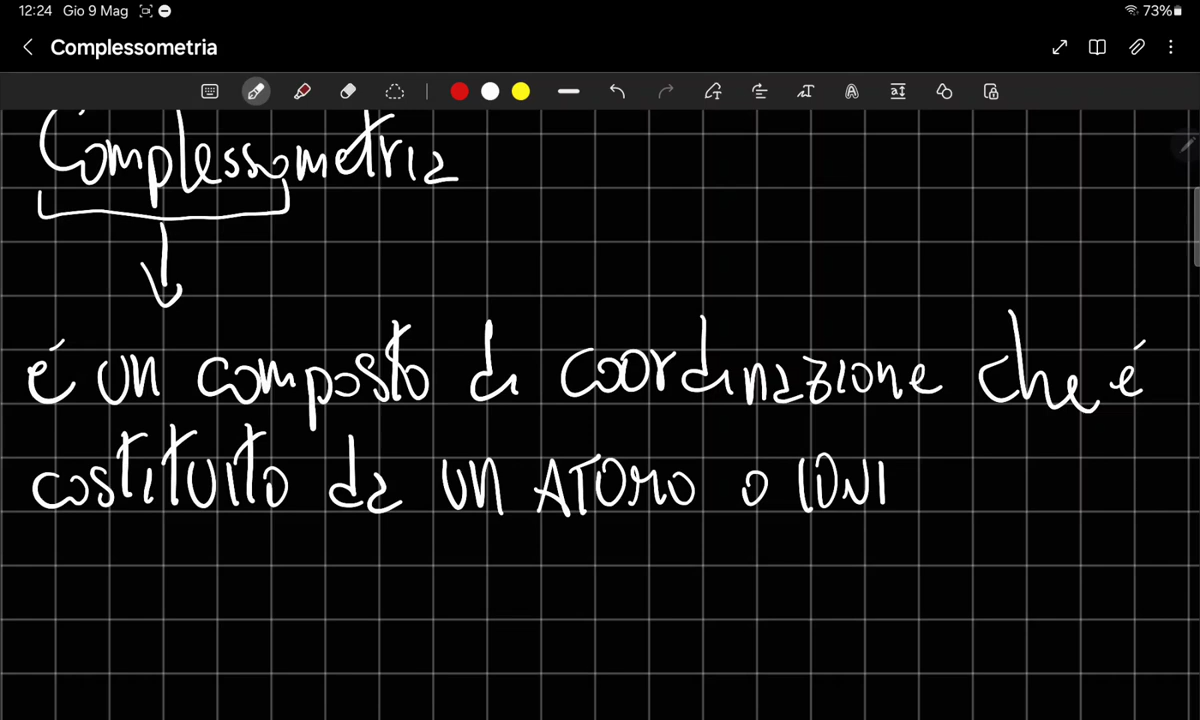 12:24 Gio 9 Mag 73%
Complessometria
Complessometria
é un composto di coordinazione che é
costituito da un ATOMO o IONI